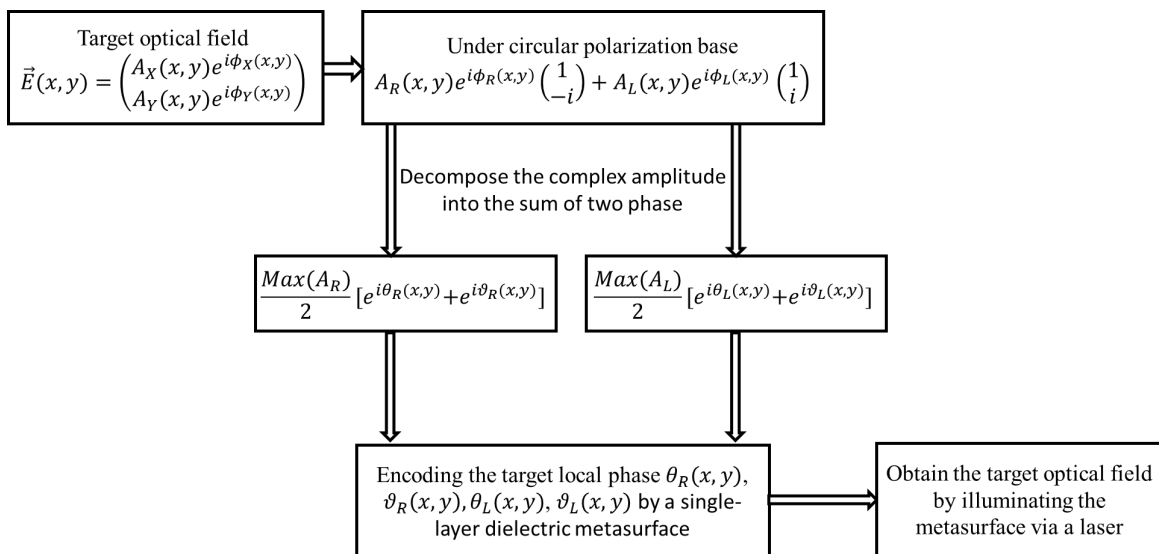 Target optical field
E⃗(x, y) = (A_X(x, y)e^{iϕ_X(x,y)}
A_Y(x, y)e^{iϕ_Y(x,y)})
Under circular polarization base
A_R(x, y)e^{iϕ_R(x,y)} (1 −i) + A_L(x, y)e^{iϕ_L(x,y)} (1 i)
Decompose the complex amplitude
into the sum of two phase
Max(A_R)/2 [e^{iθ_R(x,y)}+e^{iϑ_R(x,y)}]
Max(A_L)/2 [e^{iθ_L(x,y)}+e^{iϑ_L(x,y)}]
Encoding the target local phase θ_R(x, y),
ϑ_R(x, y), θ_L(x, y), ϑ_L(x, y) by a single-
layer dielectric metasurface
Obtain the target optical field
by illuminating the
metasurface via a laser